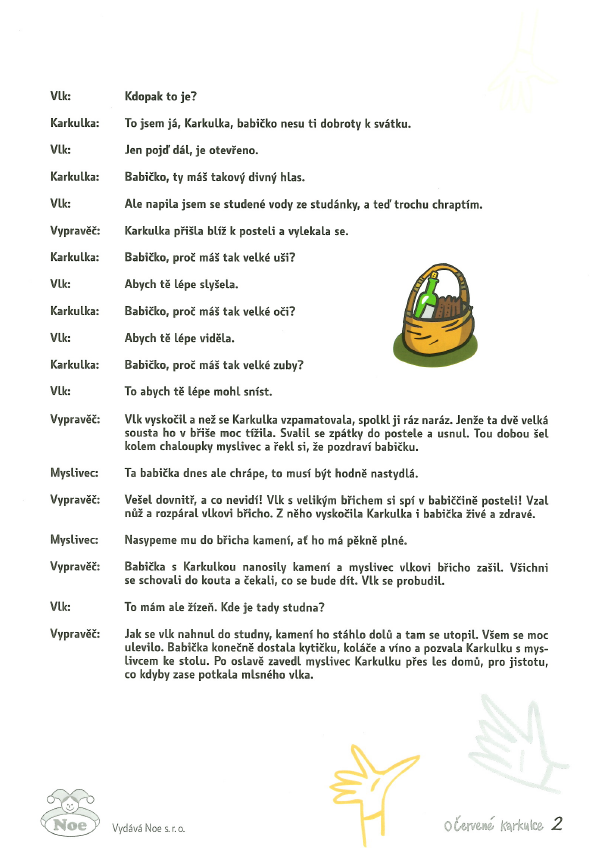 Vlk: Kdopak to je?
Karkulka: To jsem já, Karkulka, babičko nesu ti dobroty k svátku.
Vlk: Jen pojď dál, je otevřeno.
Karkulka: Babičko, ty máš takový divný hlas.
Vlk: Ale napila jsem se studené vody ze studánky, a teď trochu chraptím.
Vypravěč: Karkulka přišla blíž k posteli a vylekala se.
Karkulka: Babičko, proč máš tak velké uši?
Vlk: Abych tě lépe slyšela.
Karkulka: Babičko, proč máš tak velké oči?
Vlk: Abych tě lépe viděla.
Karkulka: Babičko, proč máš tak velké zuby?
Vlk: To abych tě lépe mohl sníst.
Vypravěč: Vlk vyskočil a než se Karkulka vzpamatovala, spolkl ji ráz naráz. Jenže ta dvě velká
sousta ho v břiše moc tížila. Svalil se zpátky do postele a usnul. Tou dobou šel
kolem chaloupky myslivec a řekl si, že pozdraví babičku.
Myslivec: Ta babička dnes ale chrápe, to musí být hodně nastydlá.
Vypravěč: Vešel dovnitř, a co nevidí! Vlk s velikým břichem si spí v babiččině posteli! Vzal
nůž a rozpáral vlkovi břicho. Z něho vyskočila Karkulka i babička živé a zdravé.
Myslivec: Nasypeme mu do břicha kamení, ať ho má pěkně plné.
Vypravěč: Babička s Karkulkou nanosily kamení a myslivec vlkovi břicho zašil. Všichni
se schovali do kouta a čekali, co se bude dít. Vlk se probudil.
Vlk: To mám ale žízeň. Kde je tady studna?
Vypravěč: Jak se vlk nahnul do studny, kamení ho stáhlo dolů a tam se utopil. Všem se moc
ulevilo. Babička konečně dostala kytičku, koláče a víno a pozvala Karkulku s mys-
livcem ke stolu. Po oslavě zavedl myslivec Karkulku přes les domů, pro jistotu,
co kdyby zase potkala mlsného vlka.
Noe
Vydává Noe s.r.o.
O Červené Karkulce 2